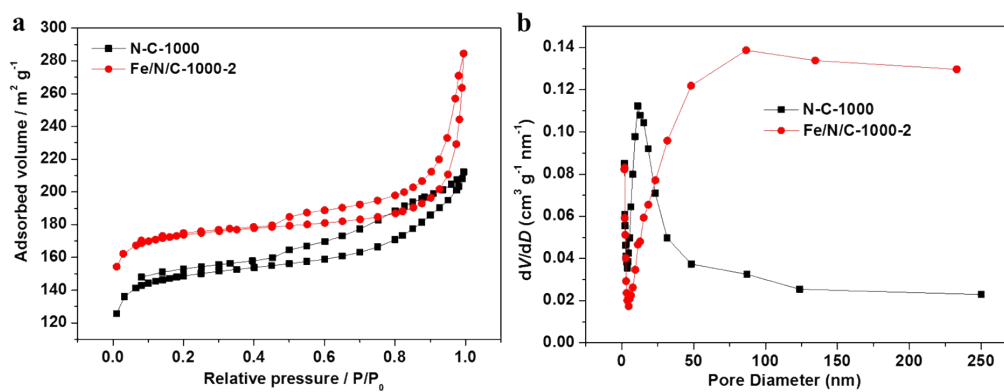 a
300
280
260
240
220
200
180
160
140
120
0.0 0.2 0.4 0.6 0.8 1.0
Adsorbed volume / m² g⁻¹
Relative pressure / P/P₀
N-C-1000
Fe/N/C-1000-2
b
0.14
0.12
0.10
0.08
0.06
0.04
0.02
0.00
0 50 100 150 200 250
dV/dD (cm³ g⁻¹ nm⁻¹)
Pore Diameter (nm)
N-C-1000
Fe/N/C-1000-2